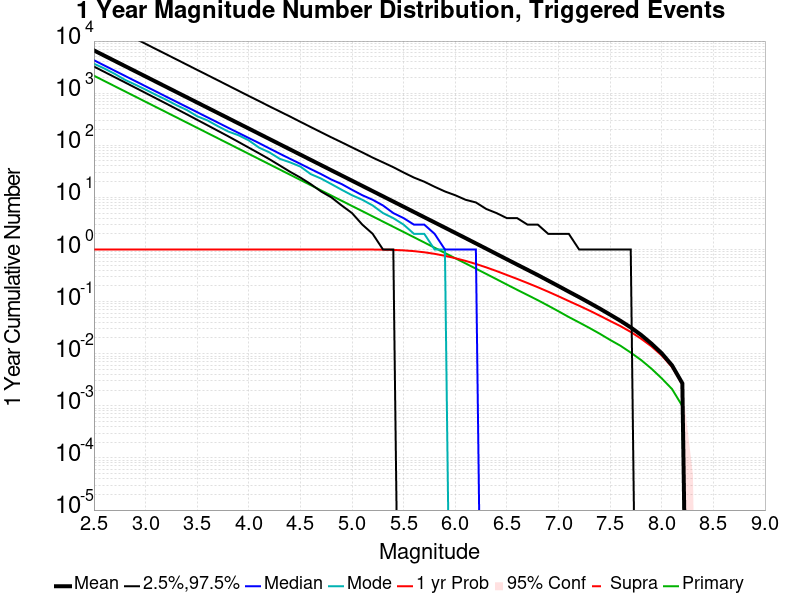 1 Year Magnitude Number Distribution, Triggered Events
1 Year Cumulative Number
10^4
10^3
10^2
10^1
10^0
10^-1
10^-2
10^-3
10^-4
10^-5
2.5 3.0 3.5 4.0 4.5 5.0 5.5 6.0 6.5 7.0 7.5 8.0 8.5 9.0
Magnitude
Mean 2.5%,97.5% Median Mode 1 yr Prob 95% Conf Supra Primary